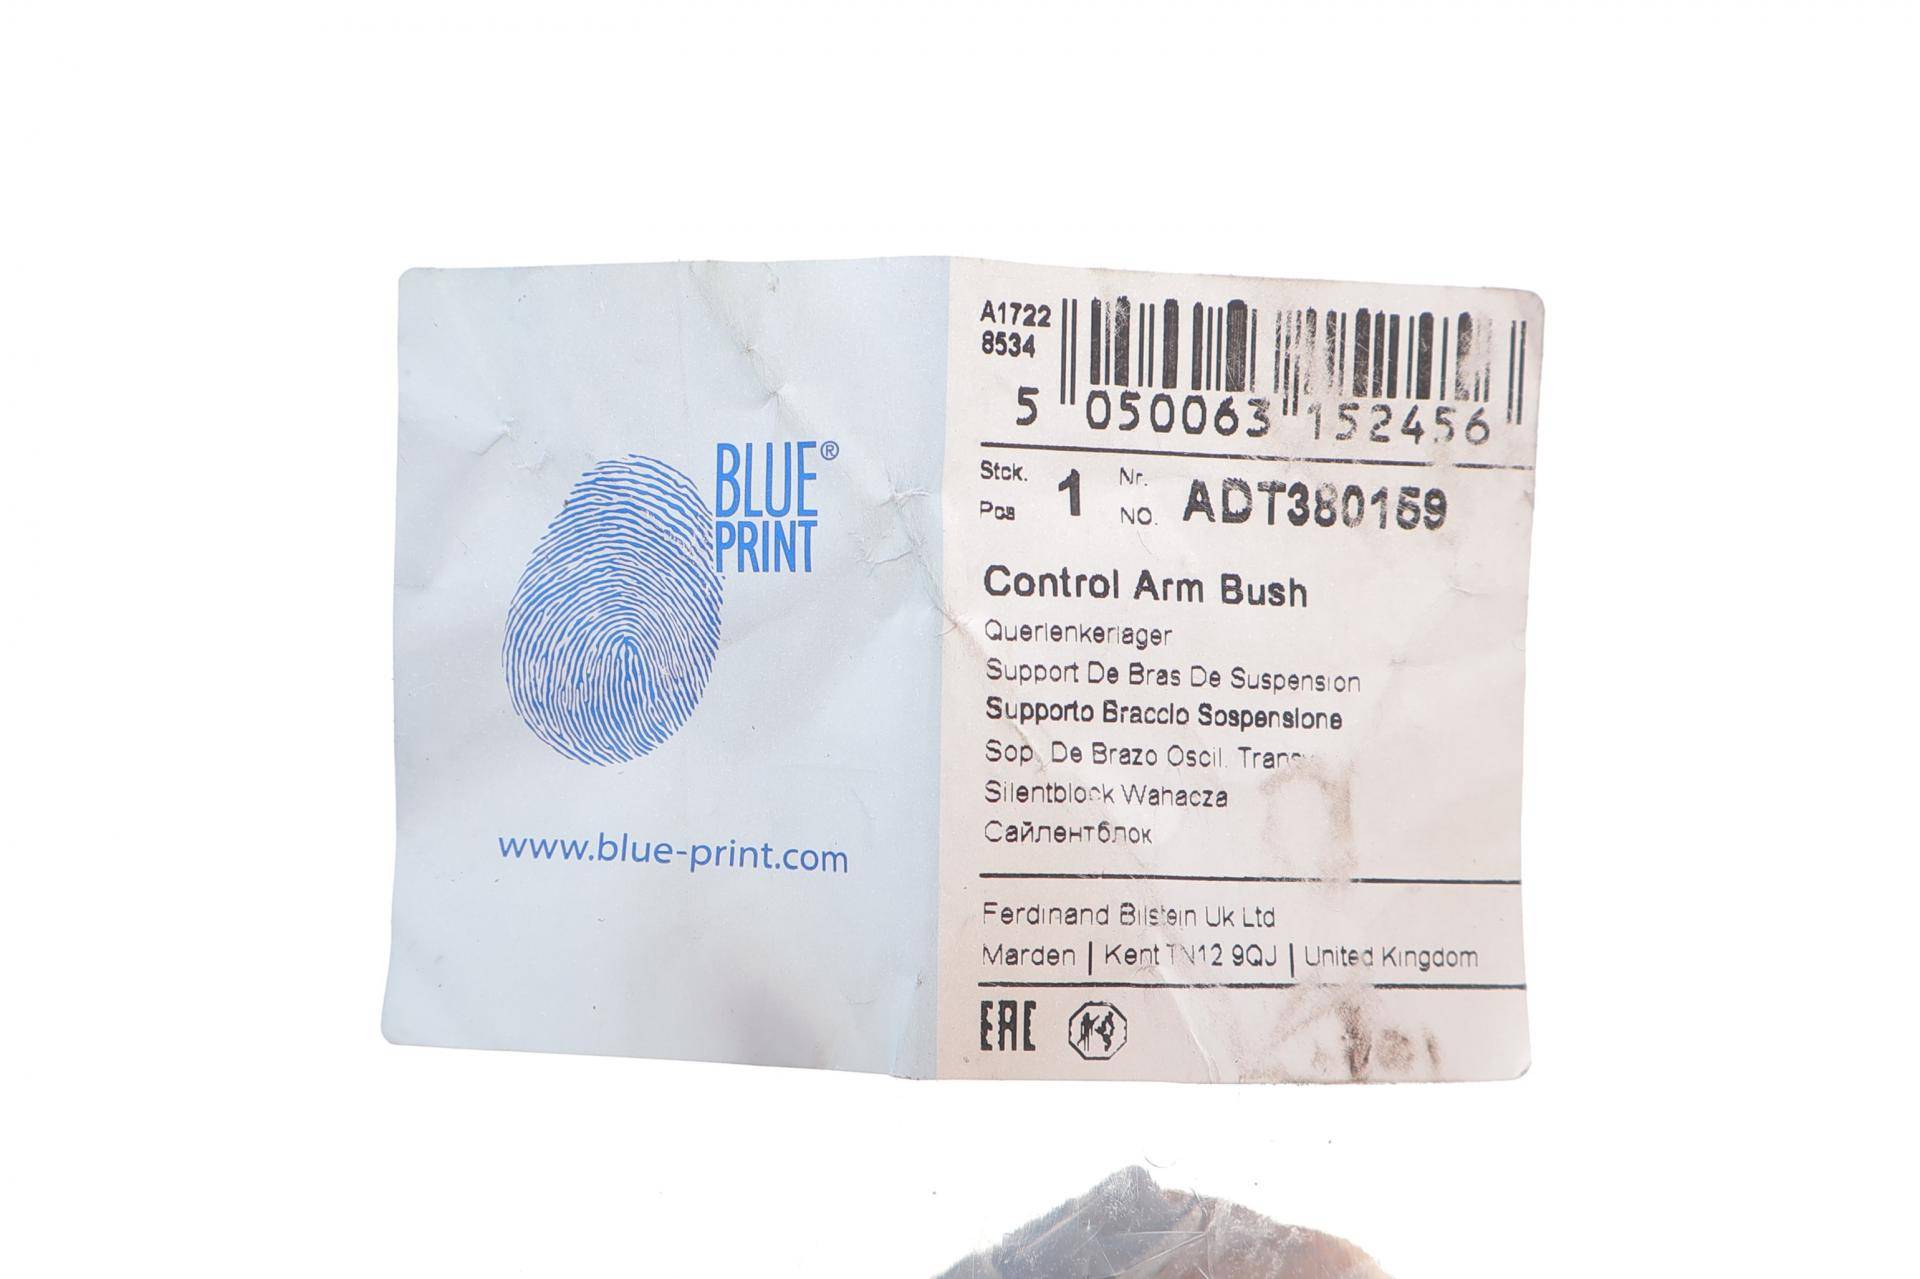 BLUE®
PRINT
www.blue-print.com
A1722
8534
5 050063 152456
Stck. 1 Nr.
Pcs NO. ADT380159
Control Arm Bush
Querlenkerlager
Support De Bras De Suspension
Supporto Braccio Sospensione
Sop. De Brazo Oscil.
Silentblock Wahacza
Сайлентблок
Ferdinand Bilstein Uk Ltd
Marden | Kent TN12 9QJ | United Kingdom
EAC